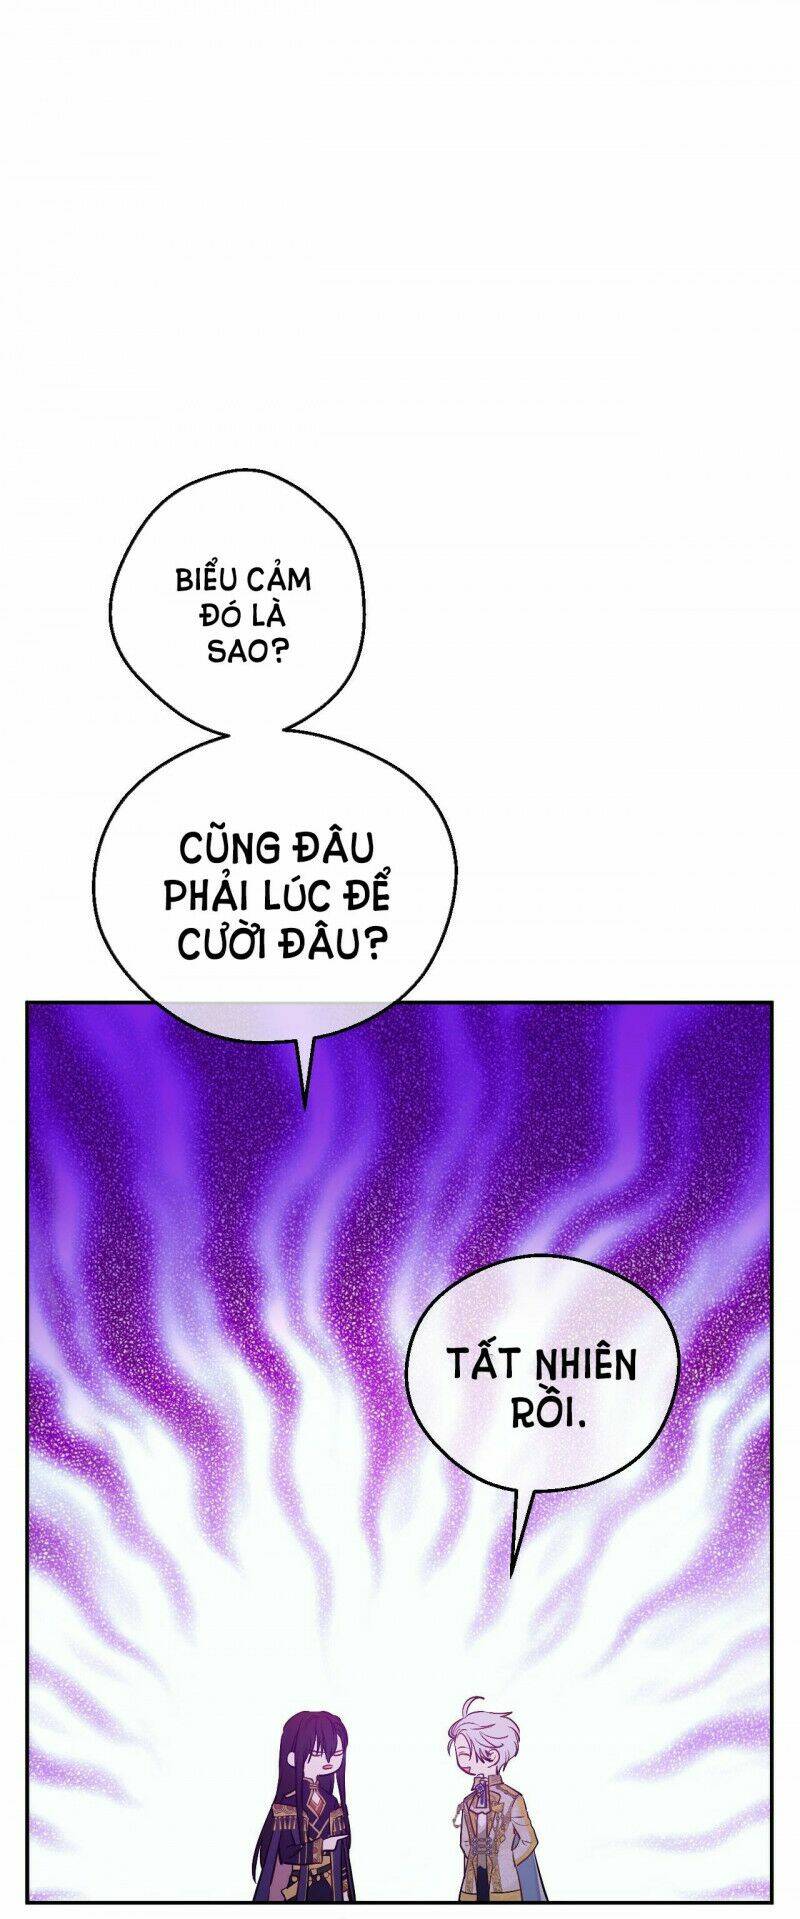 BIỂU CẢM
ĐÓ LÀ
SAO?
CŨNG ĐÂU
PHẢI LÚC ĐỂ
CƯỜI ĐÂU?
TẤT NHIÊN
RỒI.